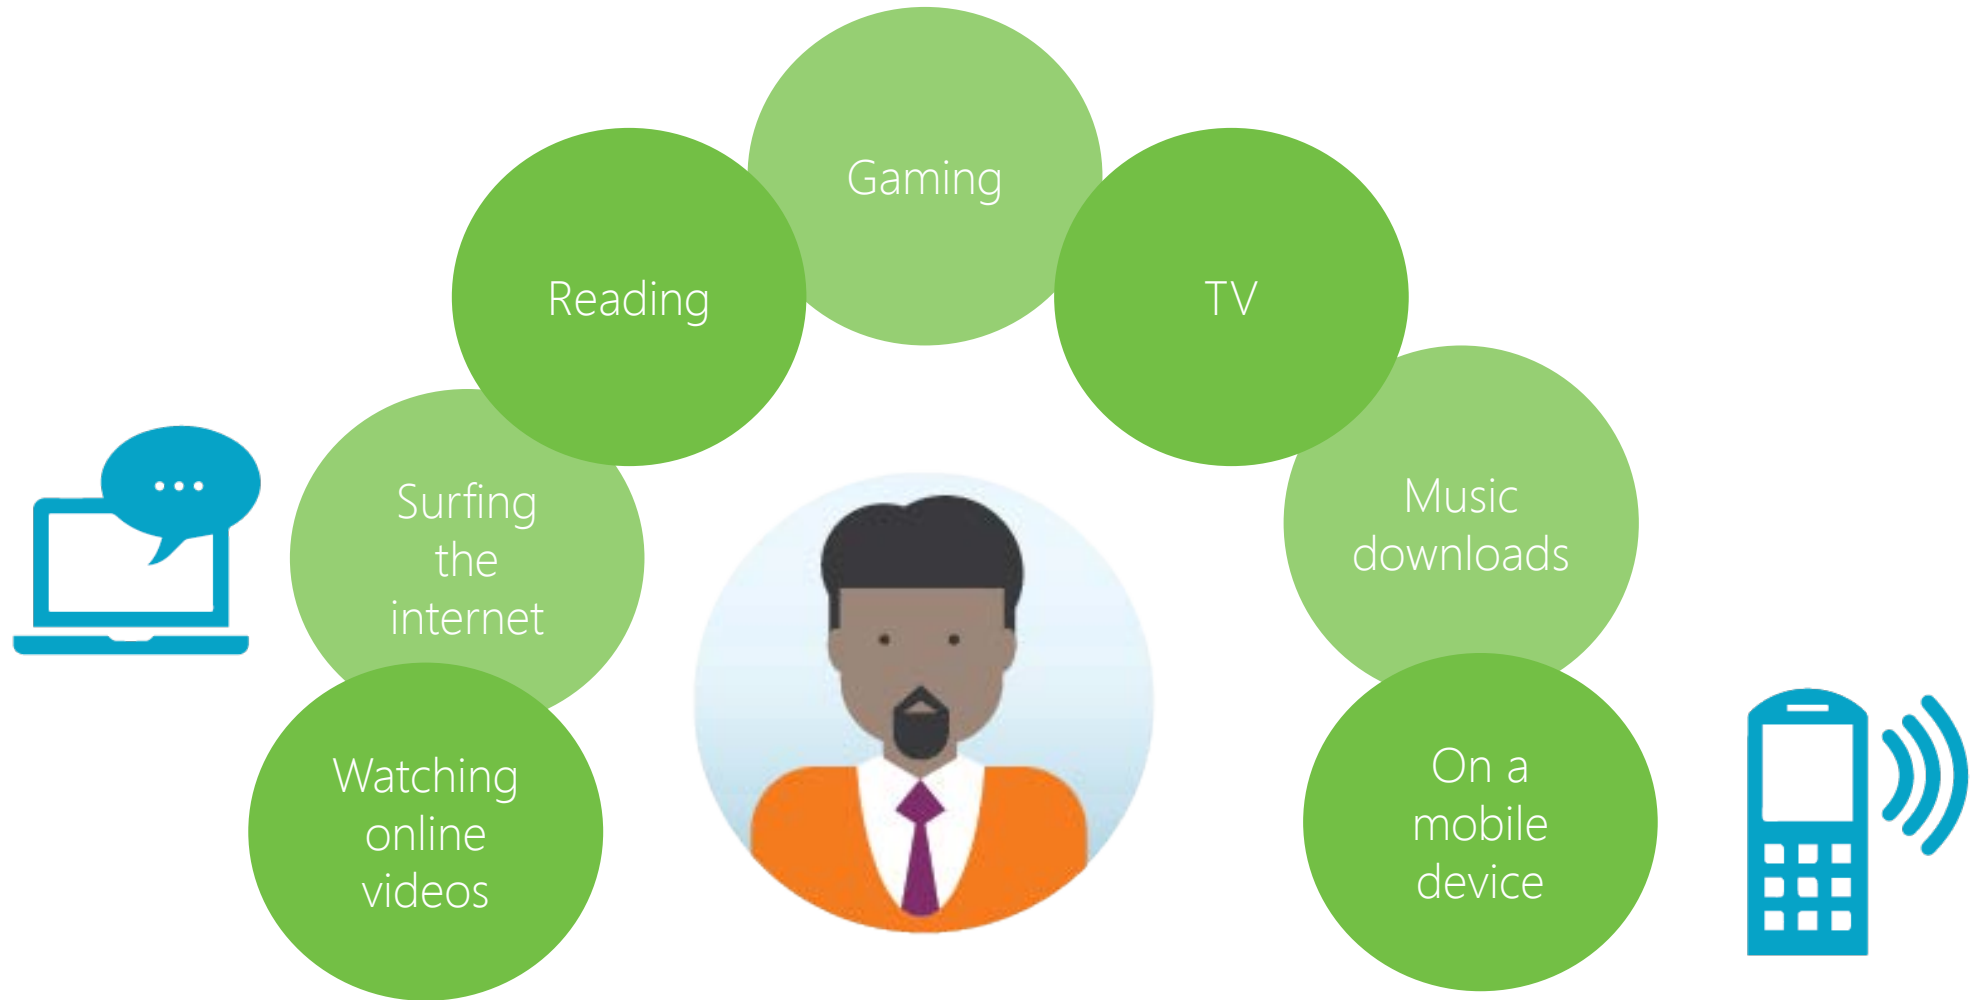 Gaming
Reading
TV
Surfing
the
internet
Music
downloads
Watching
online
videos
On a
mobile
device